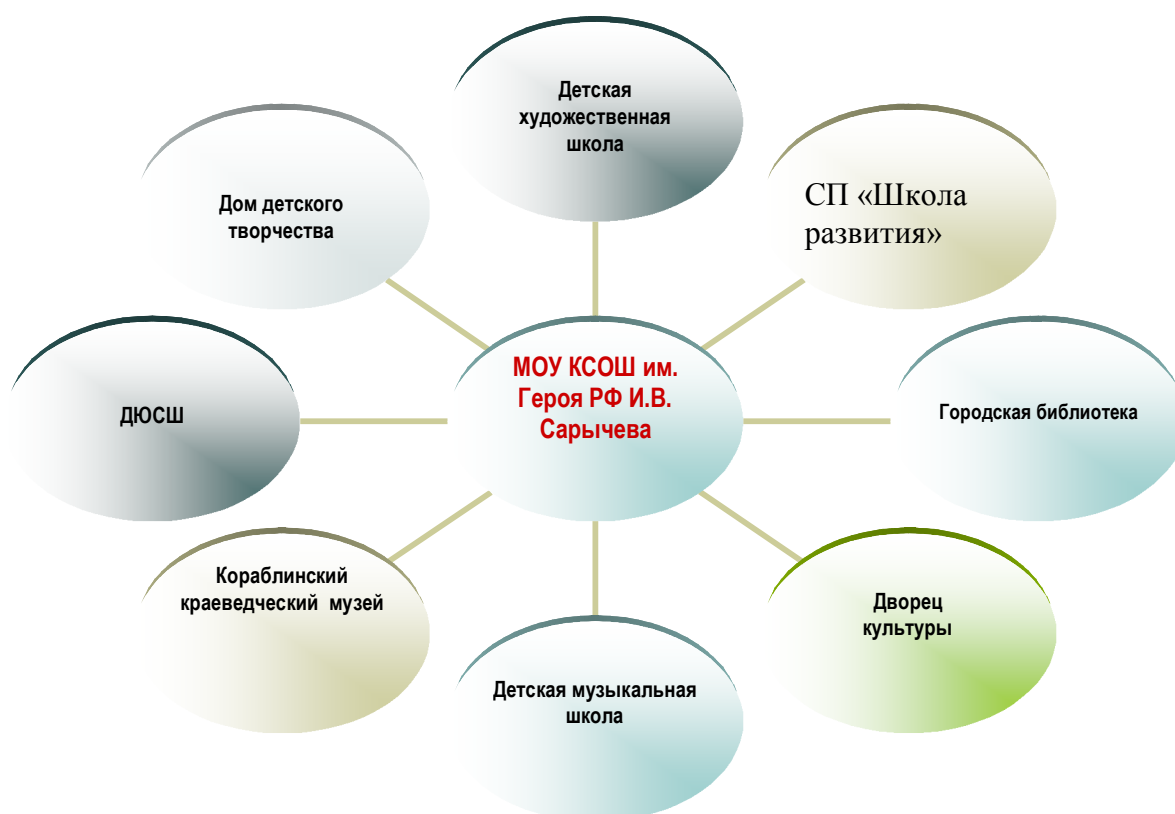 Детская
художественная
школа
Дом детского
творчества
СП «Школа
развития»
ДЮСШ
МОУ КСОШ им.
Героя РФ И.В.
Сарычева
Городская библиотека
Кораблинский
краеведческий музей
Дворец
культуры
Детская музыкальная
школа